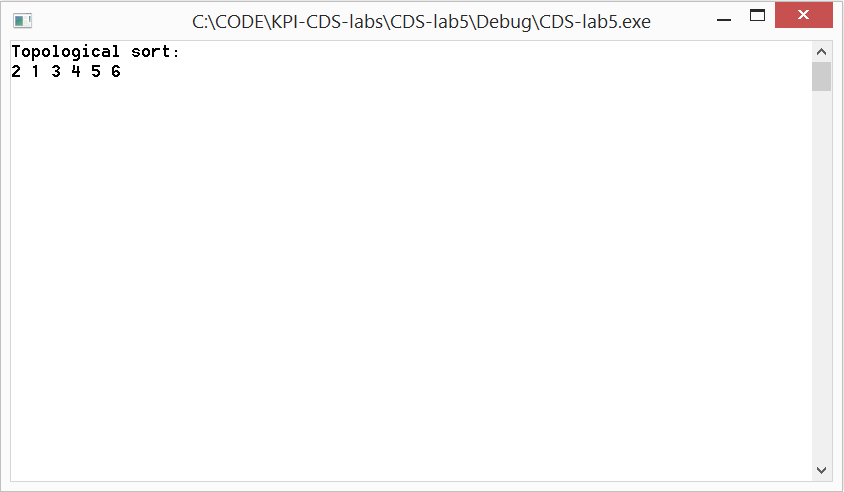 C:\CODE\KPI-CDS-labs\CDS-lab5\Debug\CDS-lab5.exe
Topological sort:
2 1 3 4 5 6